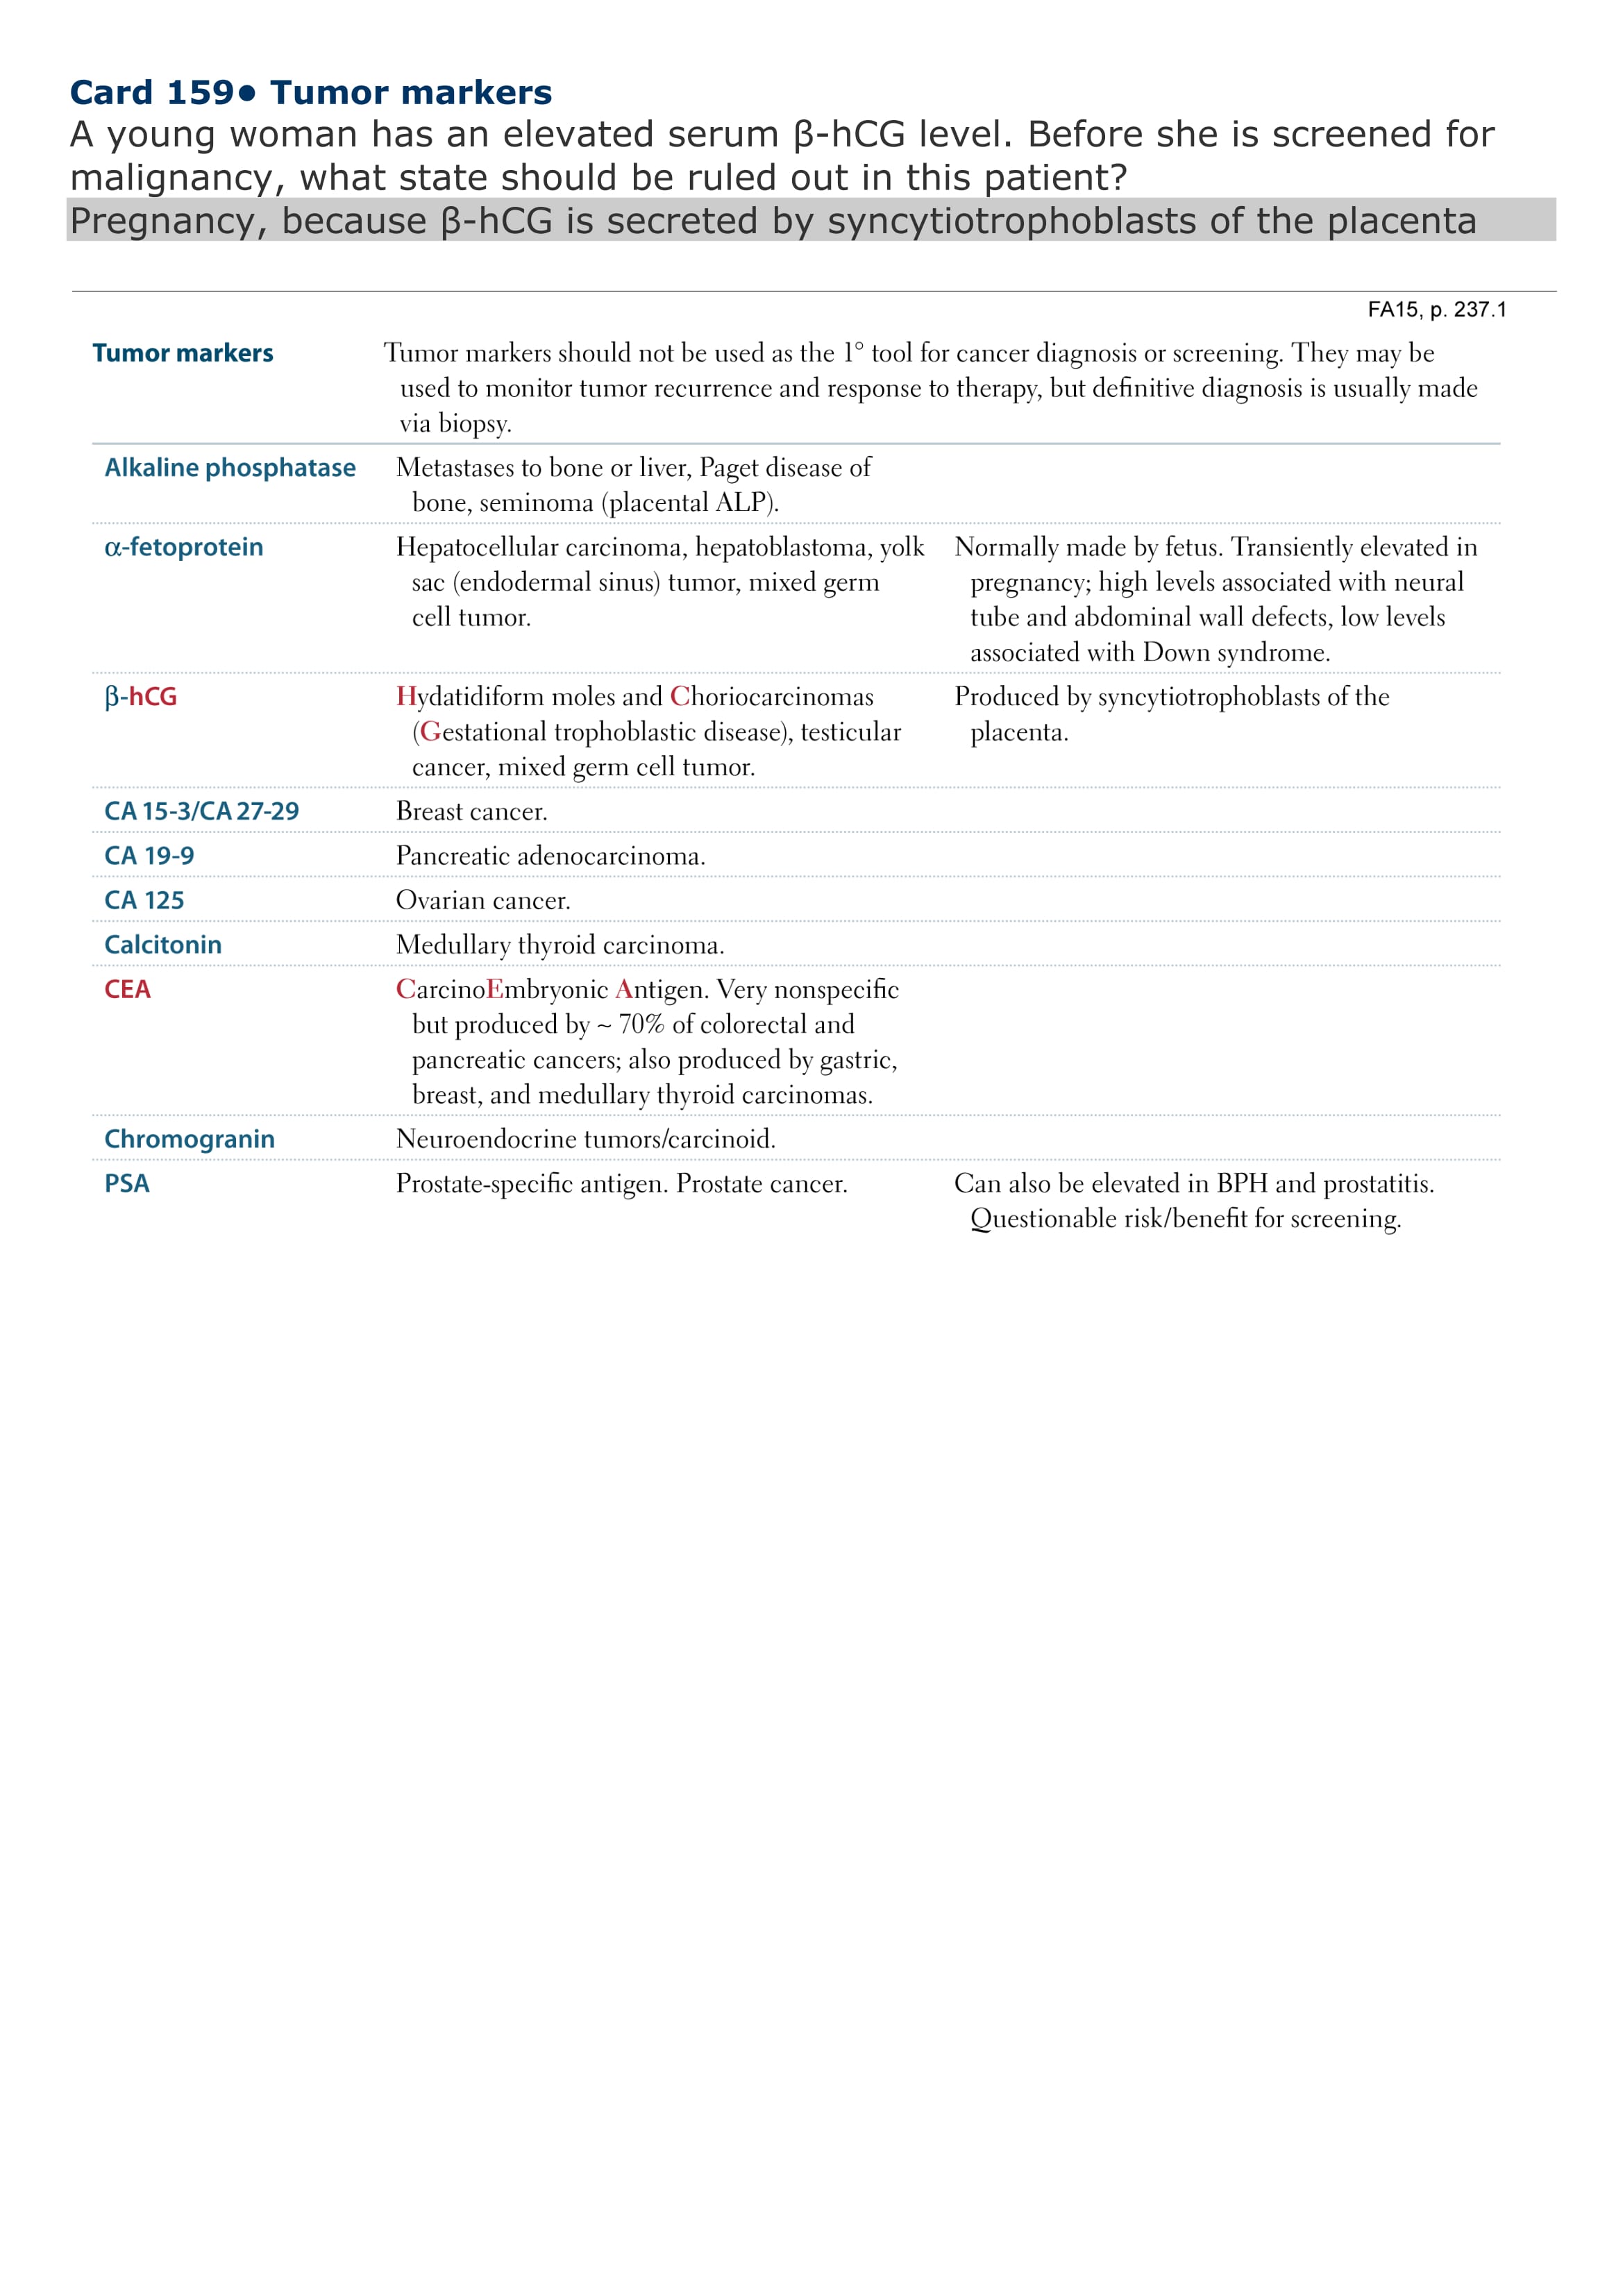 Card 159• Tumor markers
A young woman has an elevated serum β-hCG level. Before she is screened for
malignancy, what state should be ruled out in this patient?
Pregnancy, because β-hCG is secreted by syncytiotrophoblasts of the placenta
FA15, p. 237.1
Tumor markers
Tumor markers should not be used as the 1° tool for cancer diagnosis or screening. They may be
used to monitor tumor recurrence and response to therapy, but definitive diagnosis is usually made
via biopsy.
Alkaline phosphatase
Metastases to bone or liver, Paget disease of
bone, seminoma (placental ALP).
α-fetoprotein
Hepatocellular carcinoma, hepatoblastoma, yolk
sac (endodermal sinus) tumor, mixed germ
cell tumor.
Normally made by fetus. Transiently elevated in
pregnancy; high levels associated with neural
tube and abdominal wall defects, low levels
associated with Down syndrome.
β-hCG
Hydatidiform moles and Choriocarcinomas
(Gestational trophoblastic disease), testicular
cancer, mixed germ cell tumor.
Produced by syncytiotrophoblasts of the
placenta.
CA 15-3/CA 27-29
Breast cancer.
CA 19-9
Pancreatic adenocarcinoma.
CA 125
Ovarian cancer.
Calcitonin
Medullary thyroid carcinoma.
CEA
CarcinoEmbryonic Antigen. Very nonspecific
but produced by ~ 70% of colorectal and
pancreatic cancers; also produced by gastric,
breast, and medullary thyroid carcinomas.
Chromogranin
Neuroendocrine tumors/carcinoid.
PSA
Prostate-specific antigen. Prostate cancer.
Can also be elevated in BPH and prostatitis.
Questionable risk/benefit for screening.